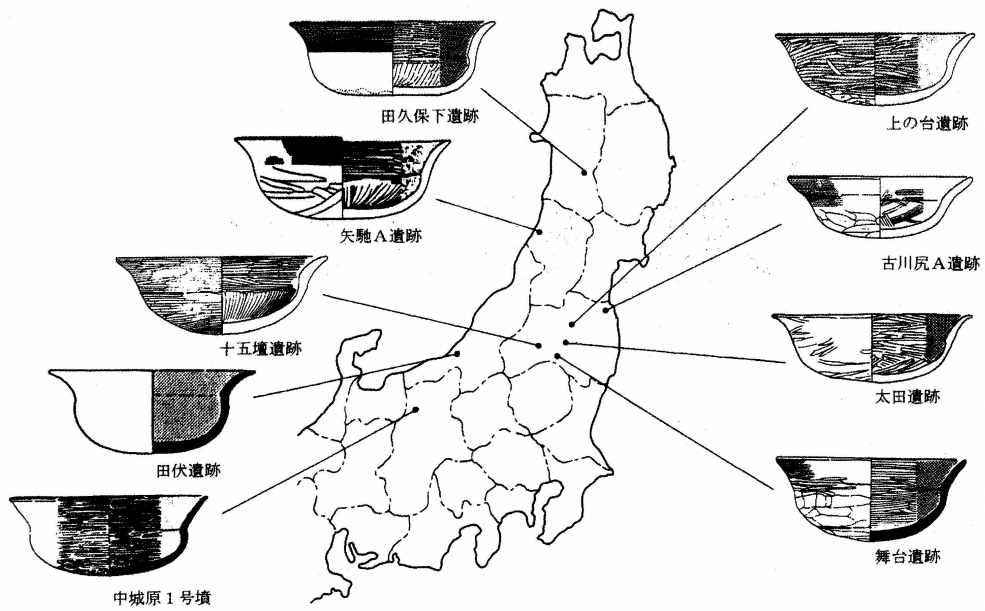 田久保下遺跡
矢馳A遺跡
十五壇遺跡
田伏遺跡
中城原1号墳
上の台遺跡
古川尻A遺跡
太田遺跡
舞台遺跡